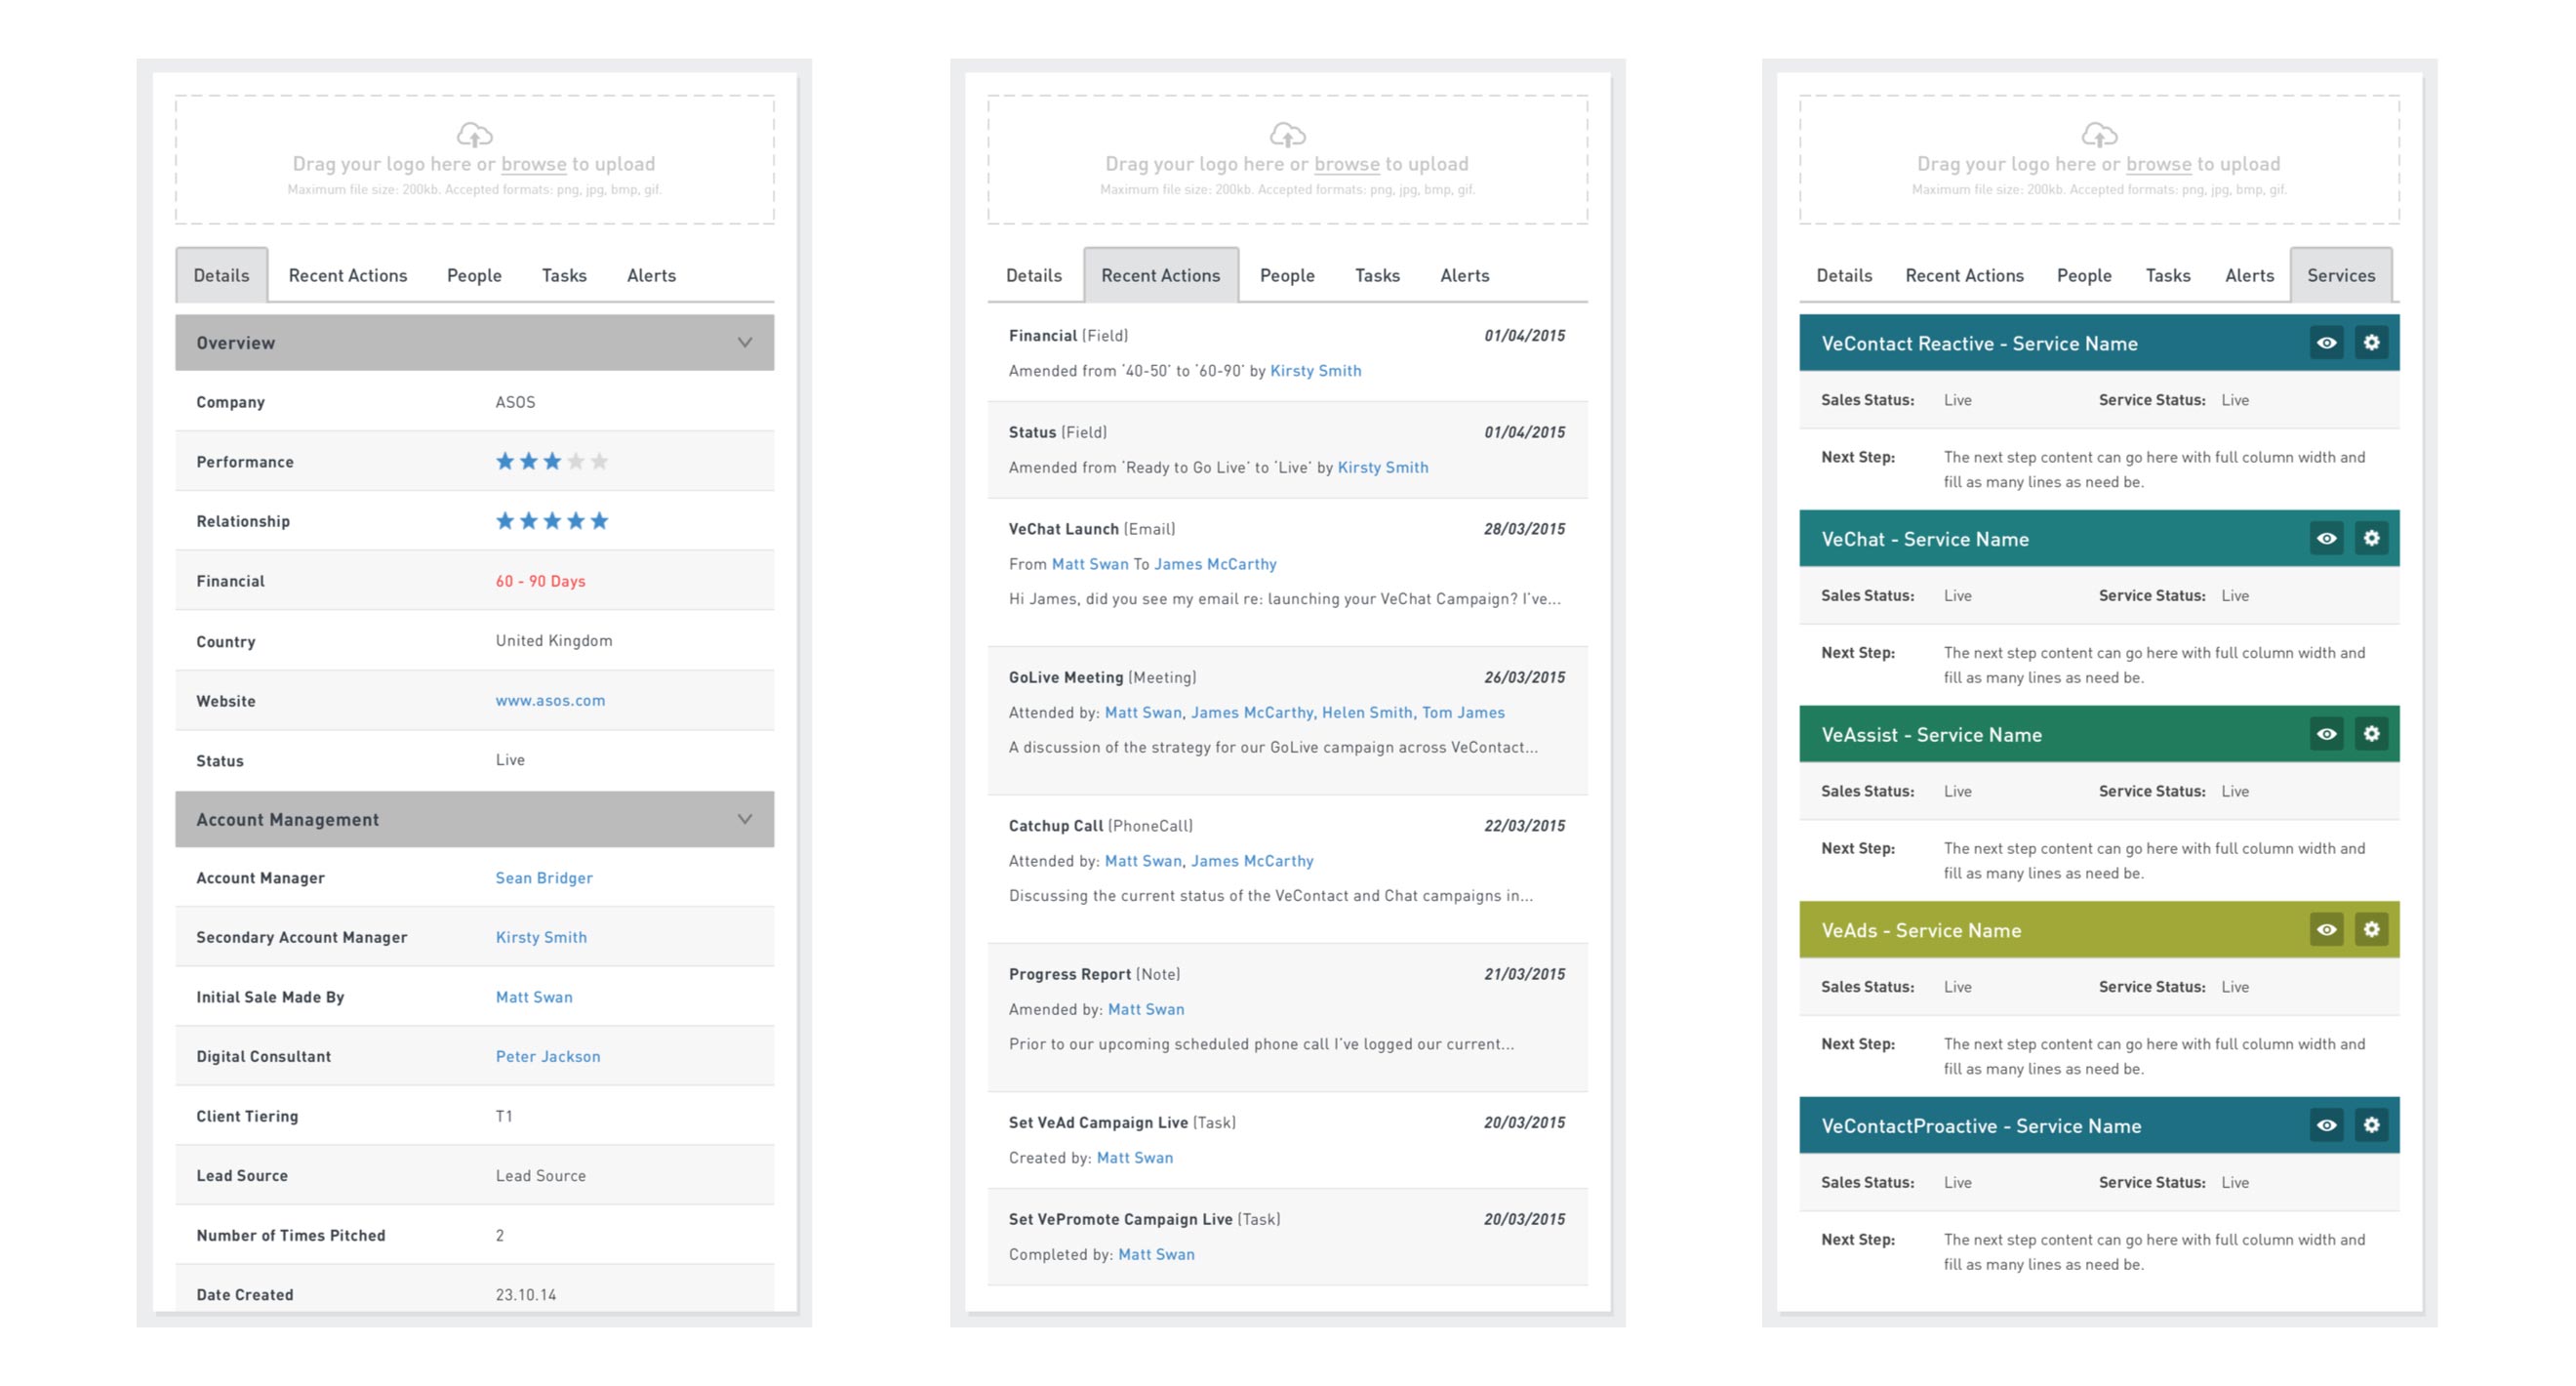 Drag your logo here or browse to upload
Maximum file size: 200kb. Accepted formats: png, jpg, bmp, gif.
Details Recent Actions People Tasks Alerts
Overview
Company ASOS
Performance
Relationship
Financial 60 - 90 Days
Country United Kingdom
Website www.asos.com
Status Live
Account Management
Account Manager Sean Bridger
Secondary Account Manager Kirsty Smith
Initial Sale Made By Matt Swan
Digital Consultant Peter Jackson
Client Tiering T1
Lead Source Lead Source
Number of Times Pitched 2
Date Created 23.10.14
Drag your logo here or browse to upload
Maximum file size: 200kb. Accepted formats: png, jpg, bmp, gif.
Details Recent Actions People Tasks Alerts
Financial (Field) 01/04/2015
Amended from '40-50' to '60-90' by Kirsty Smith
Status (Field) 01/04/2015
Amended from 'Ready to Go Live' to 'Live' by Kirsty Smith
VeChat Launch (Email) 28/03/2015
From Matt Swan To James McCarthy
Hi James, did you see my email re: launching your VeChat Campaign? I've...
GoLive Meeting (Meeting) 26/03/2015
Attended by: Matt Swan, James McCarthy, Helen Smith, Tom James
A discussion of the strategy for our GoLive campaign across VeContact...
Catchup Call (PhoneCall) 22/03/2015
Attended by: Matt Swan, James McCarthy
Discussing the current status of the VeContact and Chat campaigns in...
Progress Report (Note) 21/03/2015
Amended by: Matt Swan
Prior to our upcoming scheduled phone call I've logged our current...
Set VeAd Campaign Live (Task) 20/03/2015
Created by: Matt Swan
Set VePromote Campaign Live (Task) 20/03/2015
Completed by: Matt Swan
Drag your logo here or browse to upload
Maximum file size: 200kb. Accepted formats: png, jpg, bmp, gif.
Details Recent Actions People Tasks Alerts Services
VeContact Reactive - Service Name
Sales Status: Live Service Status: Live
Next Step: The next step content can go here with full column width and
fill as many lines as need be.
VeChat - Service Name
Sales Status: Live Service Status: Live
Next Step: The next step content can go here with full column width and
fill as many lines as need be.
VeAssist - Service Name
Sales Status: Live Service Status: Live
Next Step: The next step content can go here with full column width and
fill as many lines as need be.
VeAds - Service Name
Sales Status: Live Service Status: Live
Next Step: The next step content can go here with full column width and
fill as many lines as need be.
VeContactProactive - Service Name
Sales Status: Live Service Status: Live
Next Step: The next step content can go here with full column width and
fill as many lines as need be.